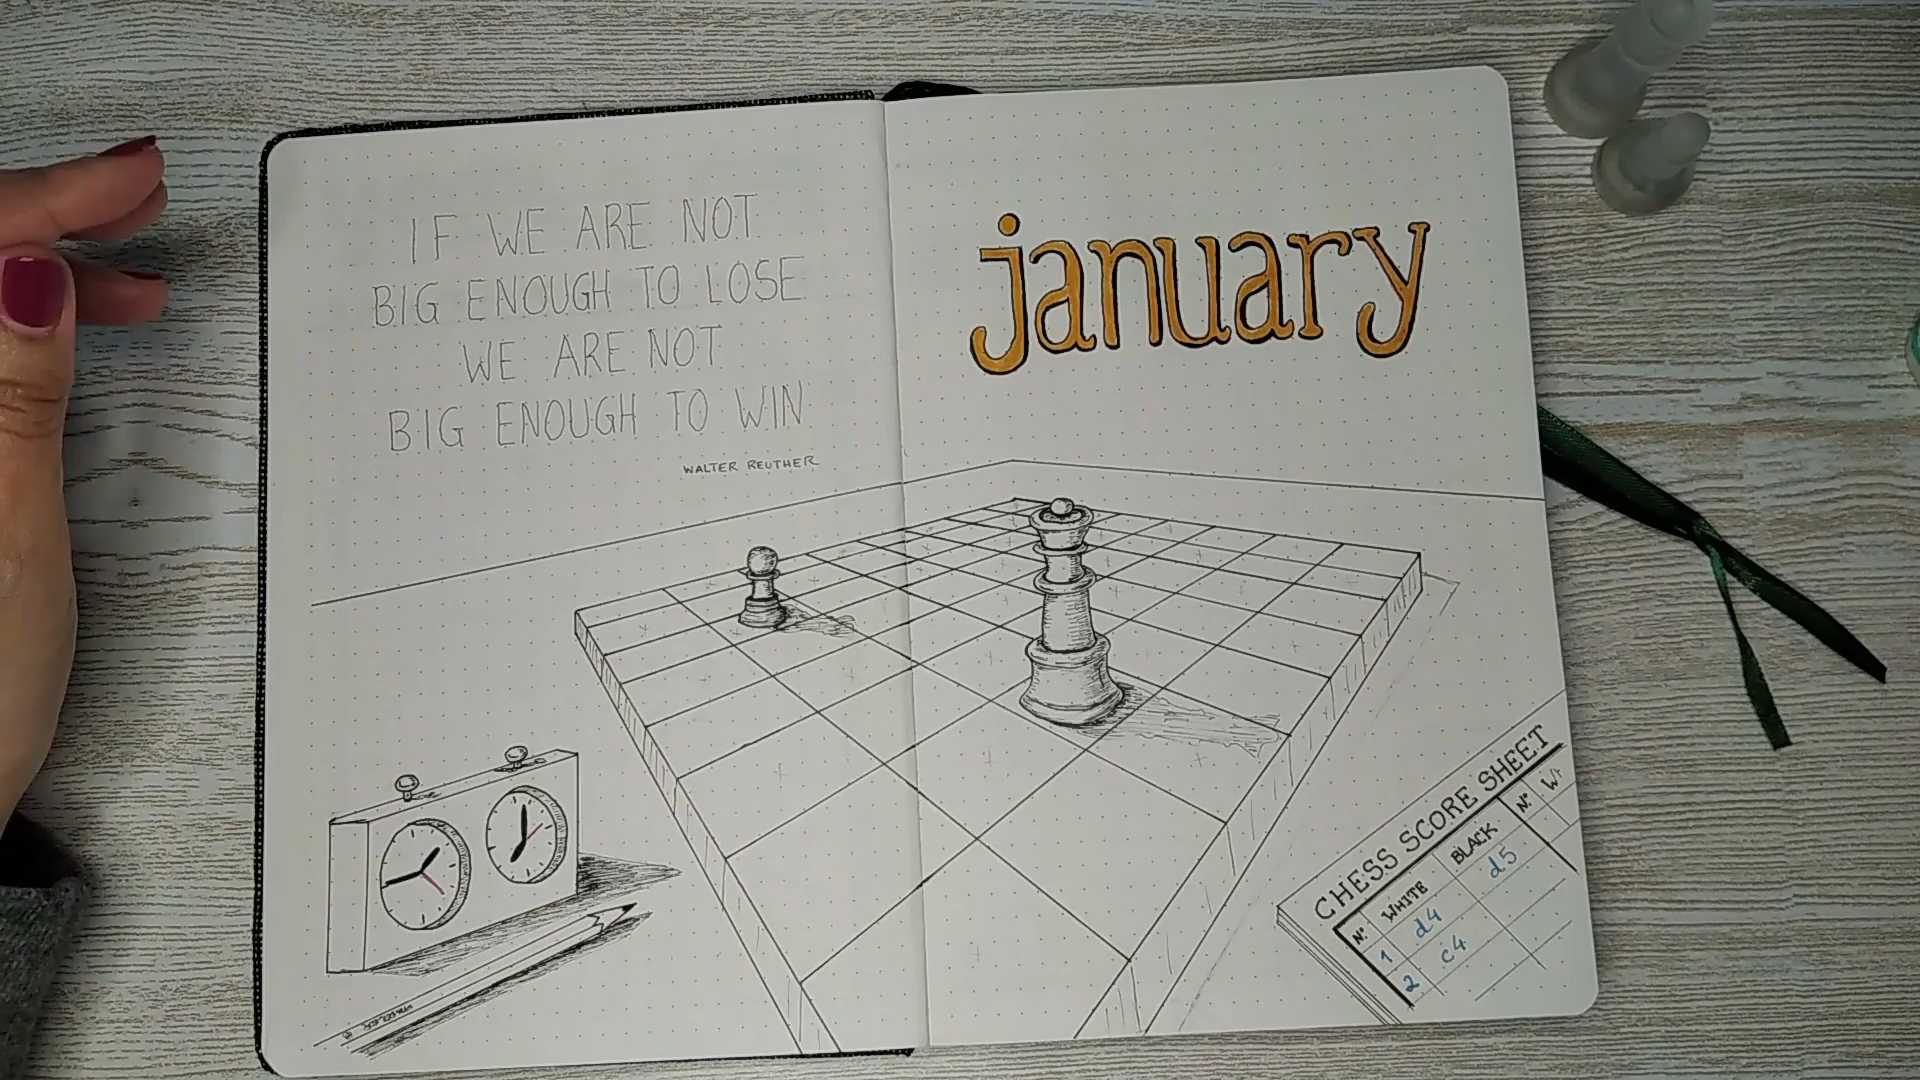 IF WE ARE NOT
BIG ENOUGH TO LOSE
WE ARE NOT
BIG ENOUGH TO WIN
WALTER REUTHER
january
CHESS SCORE SHEET
Nº WHITE BLACK Nº
1 d4 d5
2 c4